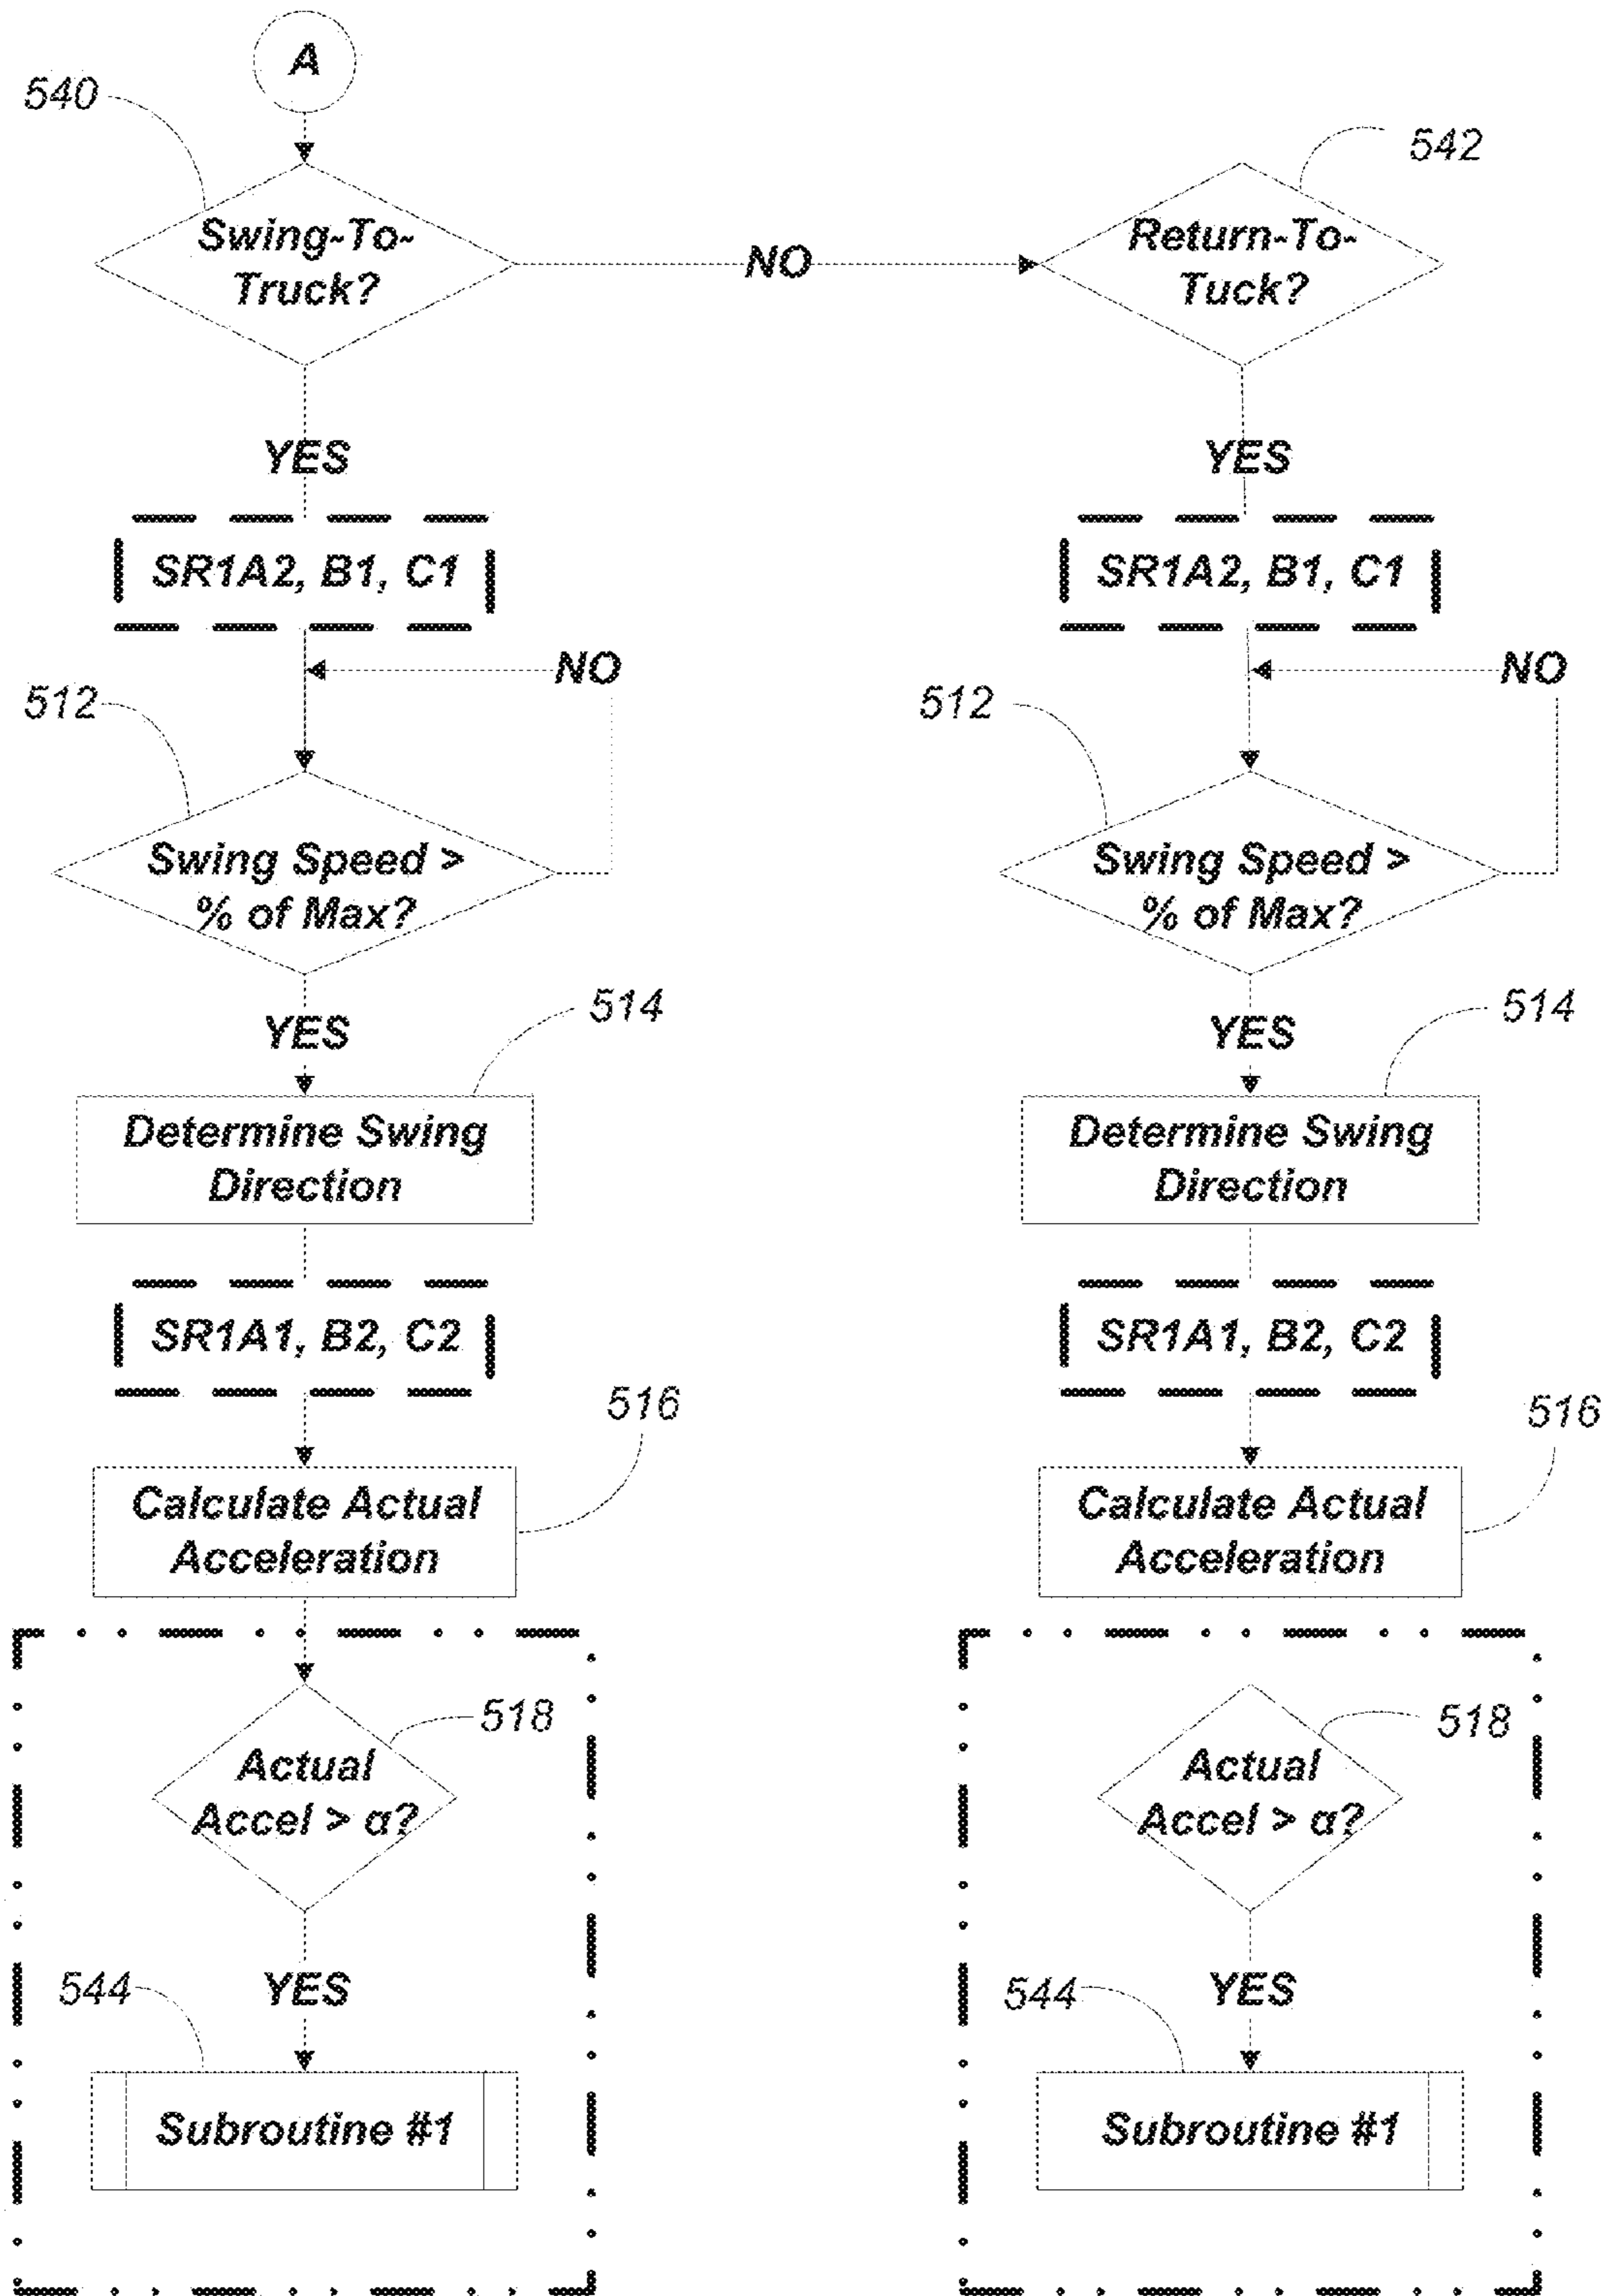 A
540
Swing-To-
Truck?
NO
542
Return-To-
Tuck?
YES
SR1A2, B1, C1
NO
512
Swing Speed >
% of Max?
YES
514
Determine Swing
Direction
SR1A1, B2, C2
516
Calculate Actual
Acceleration
518
Actual
Accel > α?
YES
544
Subroutine #1
YES
SR1A2, B1, C1
NO
512
Swing Speed >
% of Max?
YES
514
Determine Swing
Direction
SR1A1, B2, C2
516
Calculate Actual
Acceleration
518
Actual
Accel > α?
YES
544
Subroutine #1